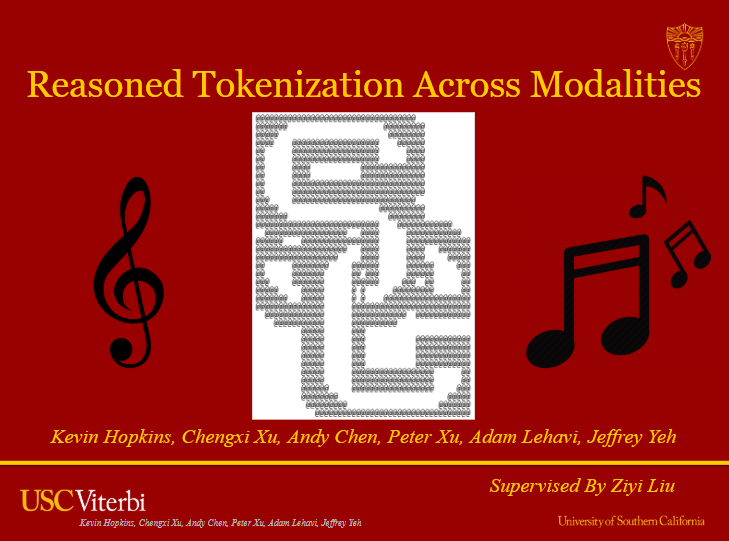 Reasoned Tokenization Across Modalities
Kevin Hopkins, Chengxi Xu, Andy Chen, Peter Xu, Adam Lehavi, Jeffrey Yeh
Supervised By Ziyi Liu
USC Viterbi
Kevin Hopkins, Chengxi Xu, Andy Chen, Peter Xu, Adam Lehavi, Jeffrey Yeh
University of Southern California